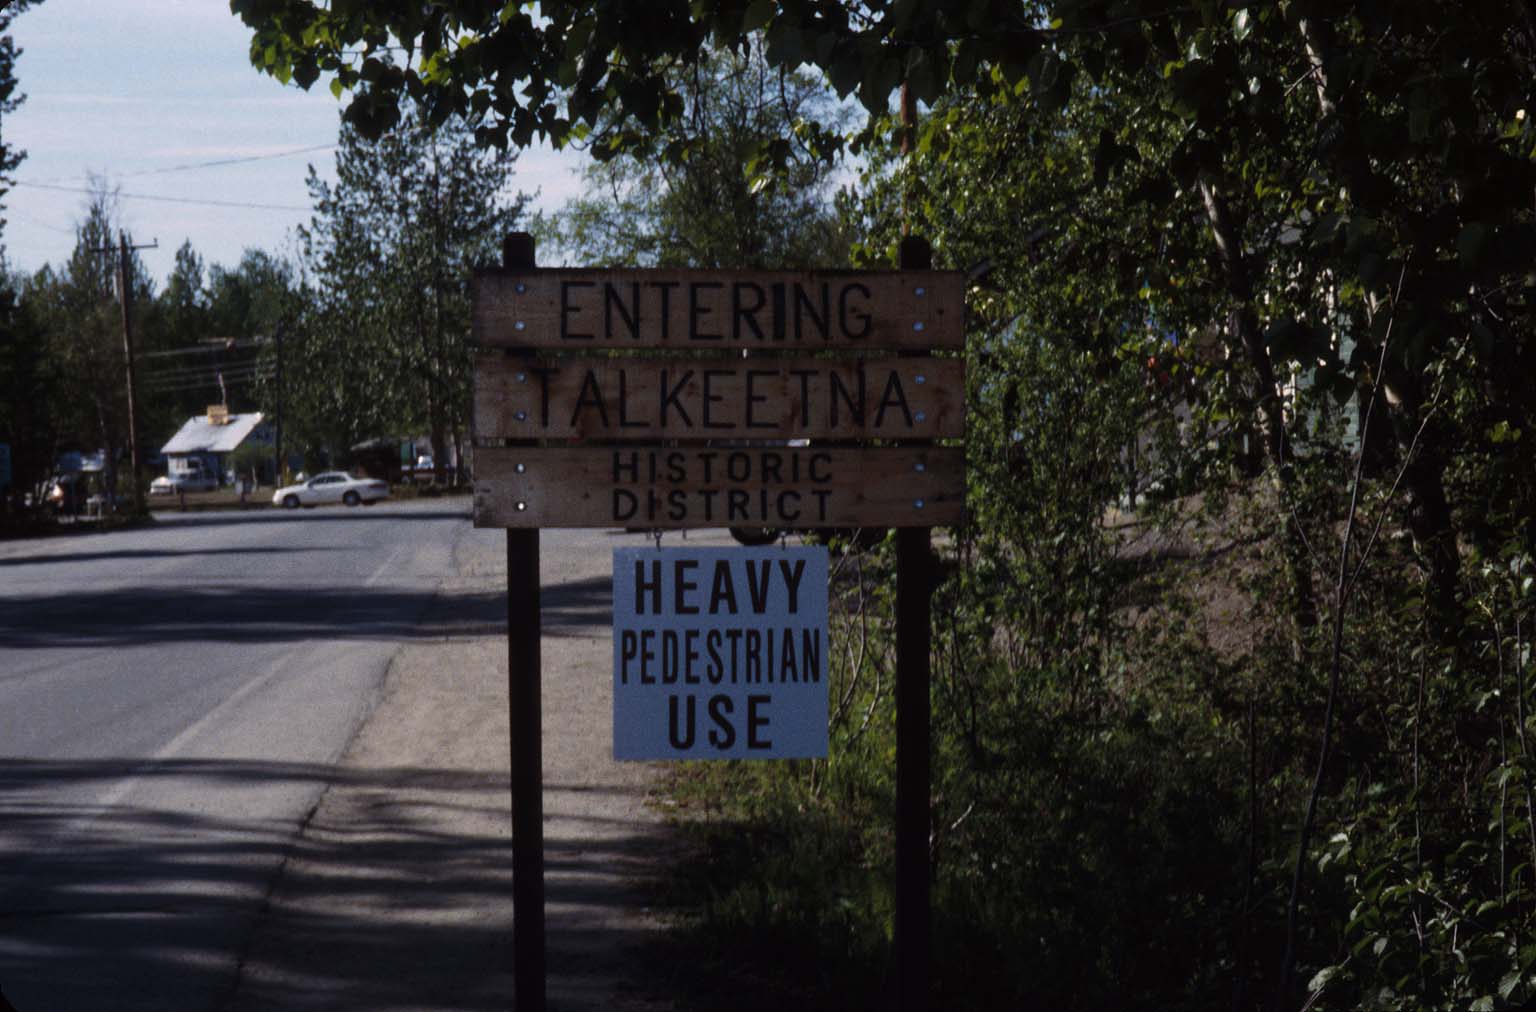 ENTERING
TALKEETNA
HISTORIC
DISTRICT
HEAVY
PEDESTRIAN
USE